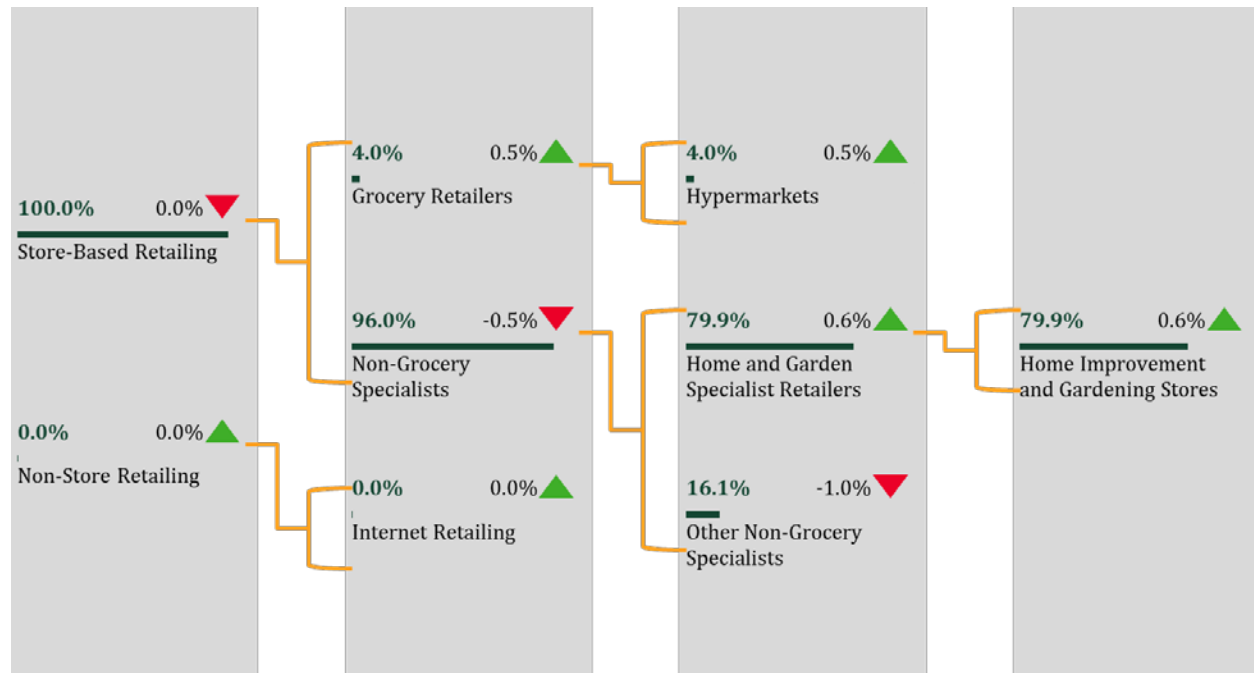 100.0% 0.0%
Store-Based Retailing
0.0% 0.0%
Non-Store Retailing
4.0% 0.5%
Grocery Retailers
96.0% -0.5%
Non-Grocery
Specialists
0.0% 0.0%
Internet Retailing
4.0% 0.5%
Hypermarkets
79.9% 0.6%
Home and Garden
Specialist Retailers
16.1% -1.0%
Other Non-Grocery
Specialists
79.9% 0.6%
Home Improvement
and Gardening Stores